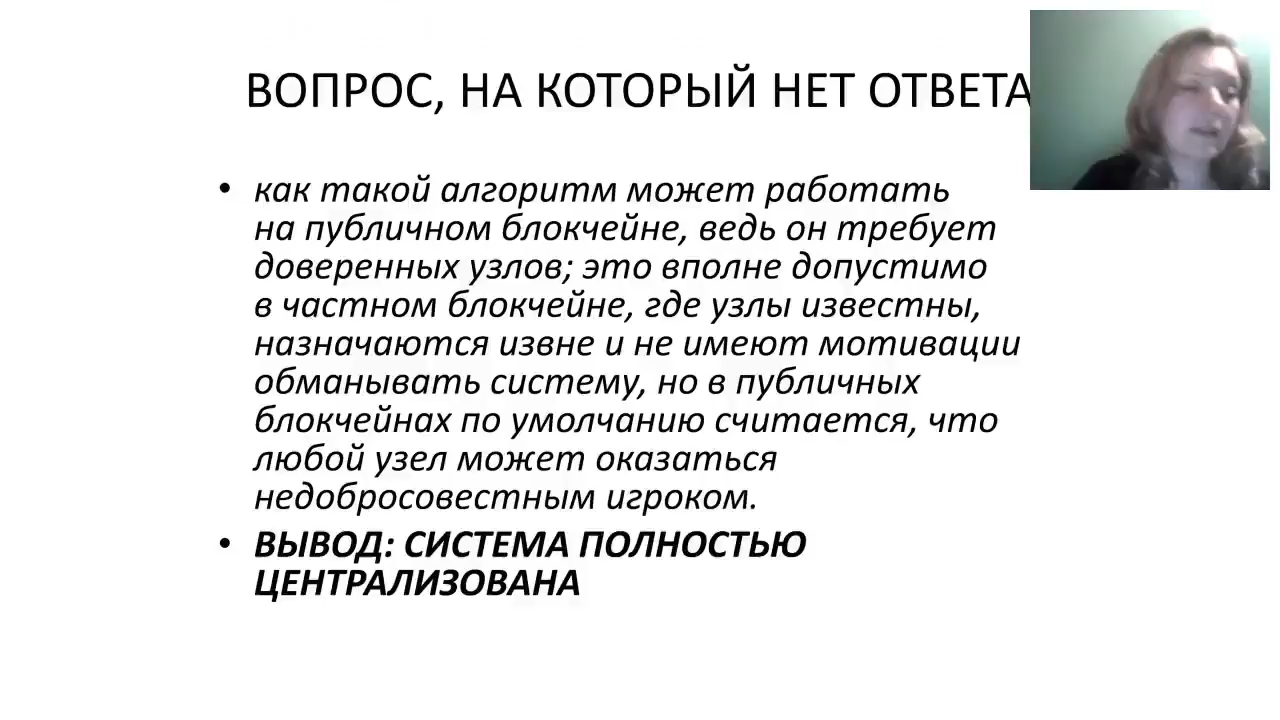 ВОПРОС, НА КОТОРЫЙ НЕТ ОТВЕТА
• как такой алгоритм может работать
на публичном блокчейне, ведь он требует
доверенных узлов; это вполне допустимо
в частном блокчейне, где узлы известны,
назначаются извне и не имеют мотивации
обманывать систему, но в публичных
блокчейнах по умолчанию считается, что
любой узел может оказаться
недобросовестным игроком.
• ВЫВОД: СИСТЕМА ПОЛНОСТЬЮ
ЦЕНТРАЛИЗОВАНА